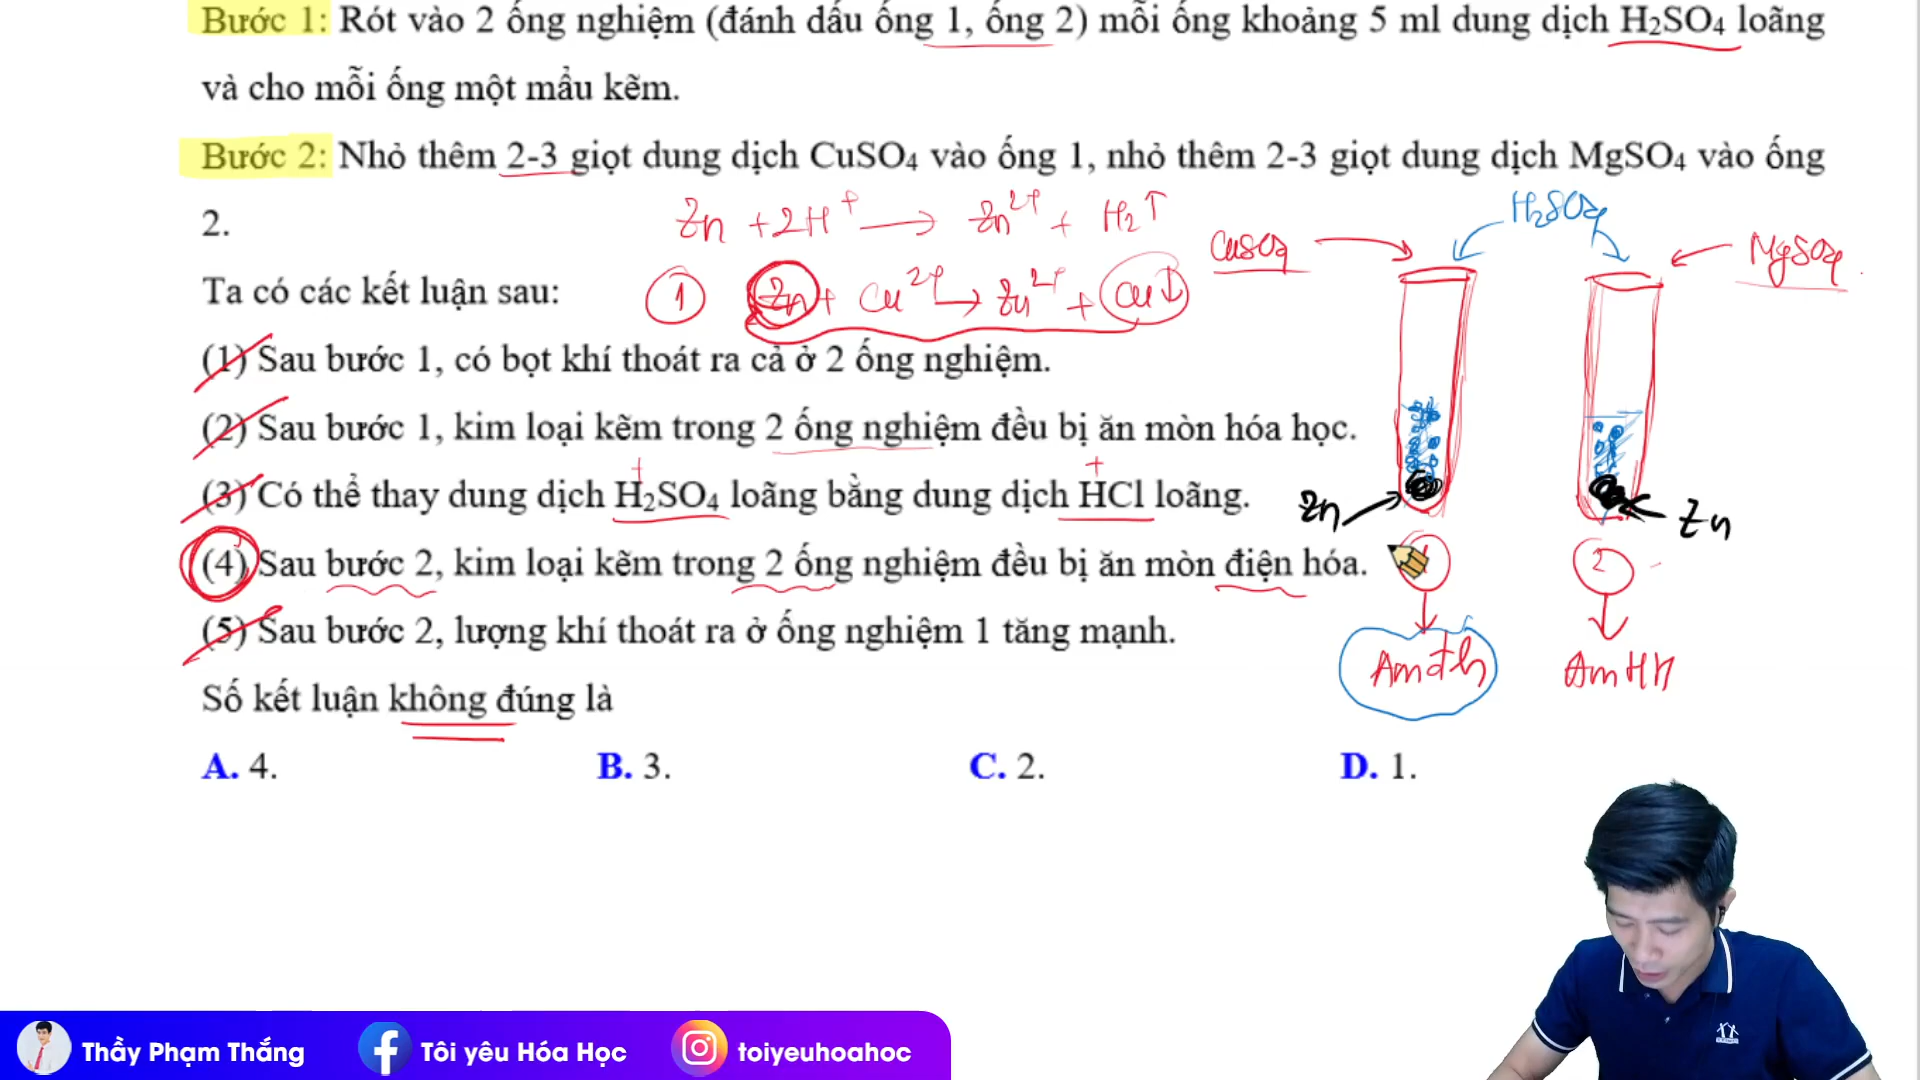 Bước 1: Rót vào 2 ống nghiệm (đánh dấu ống 1, ống 2) mỗi ống khoảng 5 ml dung dịch H₂SO₄ loãng
và cho mỗi ống một mẩu kẽm.
Bước 2: Nhỏ thêm 2-3 giọt dung dịch CuSO₄ vào ống 1, nhỏ thêm 2-3 giọt dung dịch MgSO₄ vào ống
2.
Zn + 2H⁺ → Zn²⁺ + H₂↑
H₂SO₄
CuSO₄
MgSO₄
Ta có các kết luận sau:
① Zn + Cu²⁺ → Zn²⁺ + Cu↓
(1) Sau bước 1, có bọt khí thoát ra cả ở 2 ống nghiệm.
(2) Sau bước 1, kim loại kẽm trong 2 ống nghiệm đều bị ăn mòn hóa học.
+ +
(3) Có thể thay dung dịch H₂SO₄ loãng bằng dung dịch HCl loãng.
Zn
Zn
(4) Sau bước 2, kim loại kẽm trong 2 ống nghiệm đều bị ăn mòn điện hóa.
1
2
(5) Sau bước 2, lượng khí thoát ra ở ống nghiệm 1 tăng mạnh.
Amđh
AmHH
Số kết luận không đúng là
A. 4. B. 3. C. 2. D. 1.
Thầy Phạm Thắng Tôi yêu Hóa Học toiyeuhoahoc